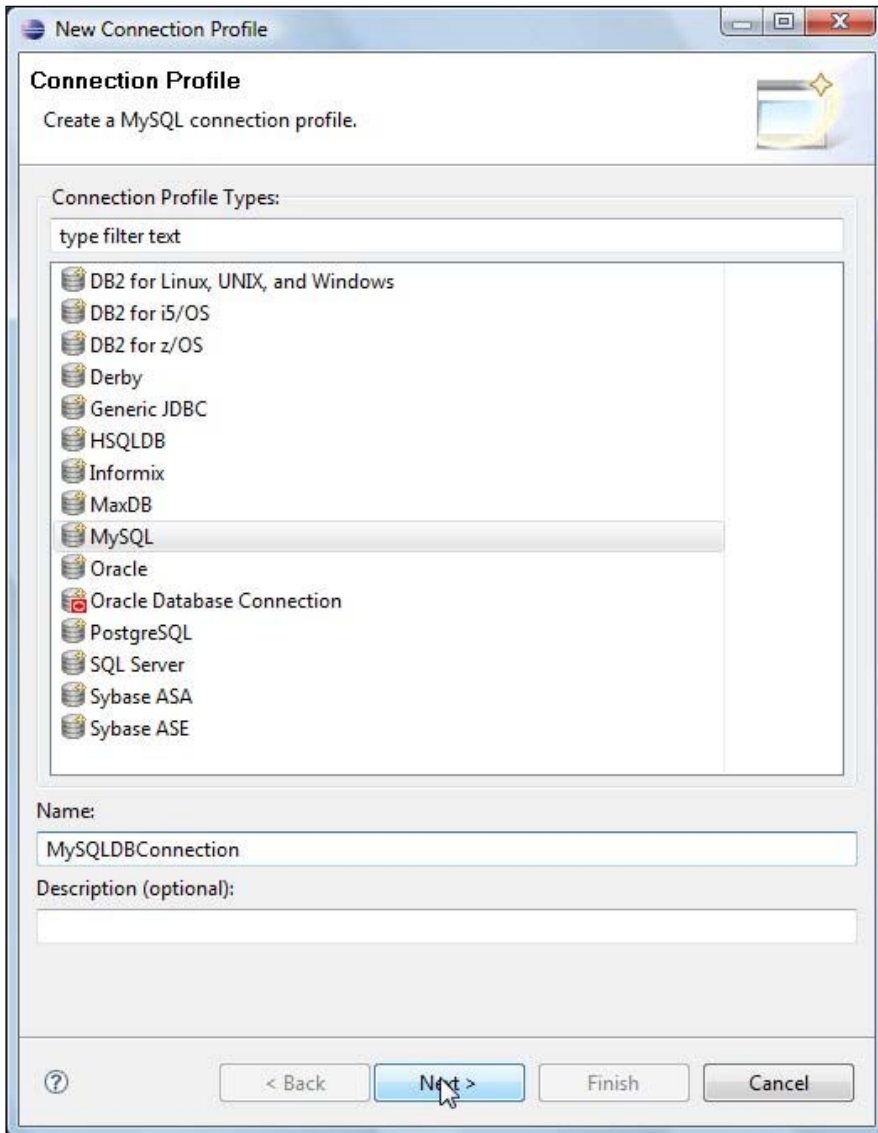 New Connection Profile
Connection Profile
Create a MySQL connection profile.
Connection Profile Types:
type filter text
DB2 for Linux, UNIX, and Windows
DB2 for i5/OS
DB2 for z/OS
Derby
Generic JDBC
HSQLDB
Informix
MaxDB
MySQL
Oracle
Oracle Database Connection
PostgreSQL
SQL Server
Sybase ASA
Sybase ASE
Name:
MySQLDBConnection
Description (optional):
? < Back Next > Finish Cancel